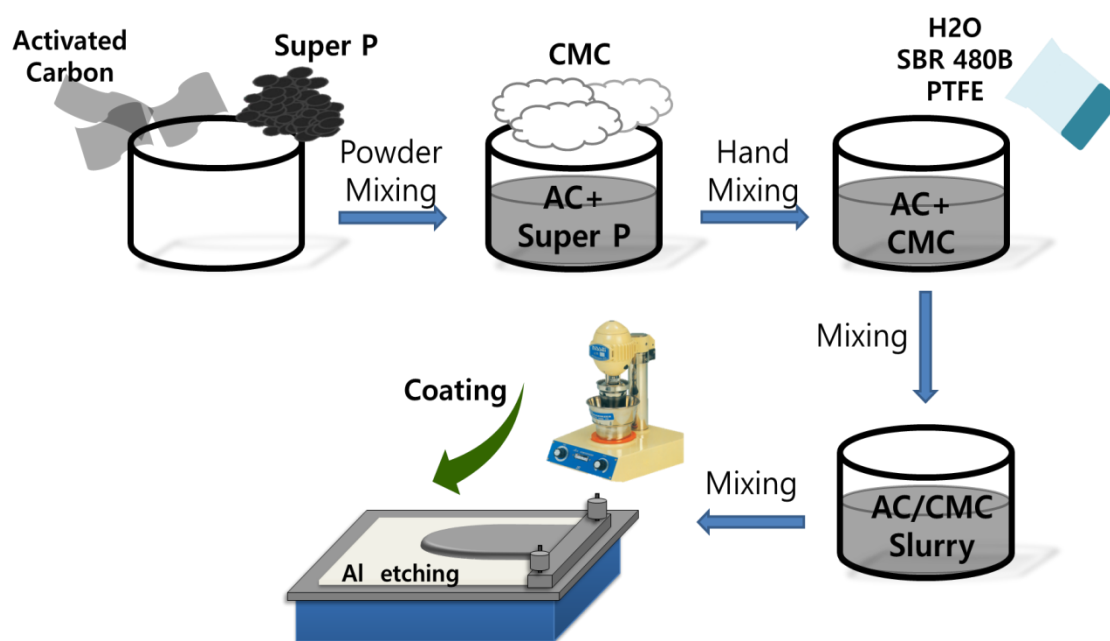 Activated
Carbon
Super P
Powder
Mixing
CMC
AC+
Super P
Hand
Mixing
H2O
SBR 480B
PTFE
AC+
CMC
Mixing
AC/CMC
Slurry
Mixing
Coating
Al etching